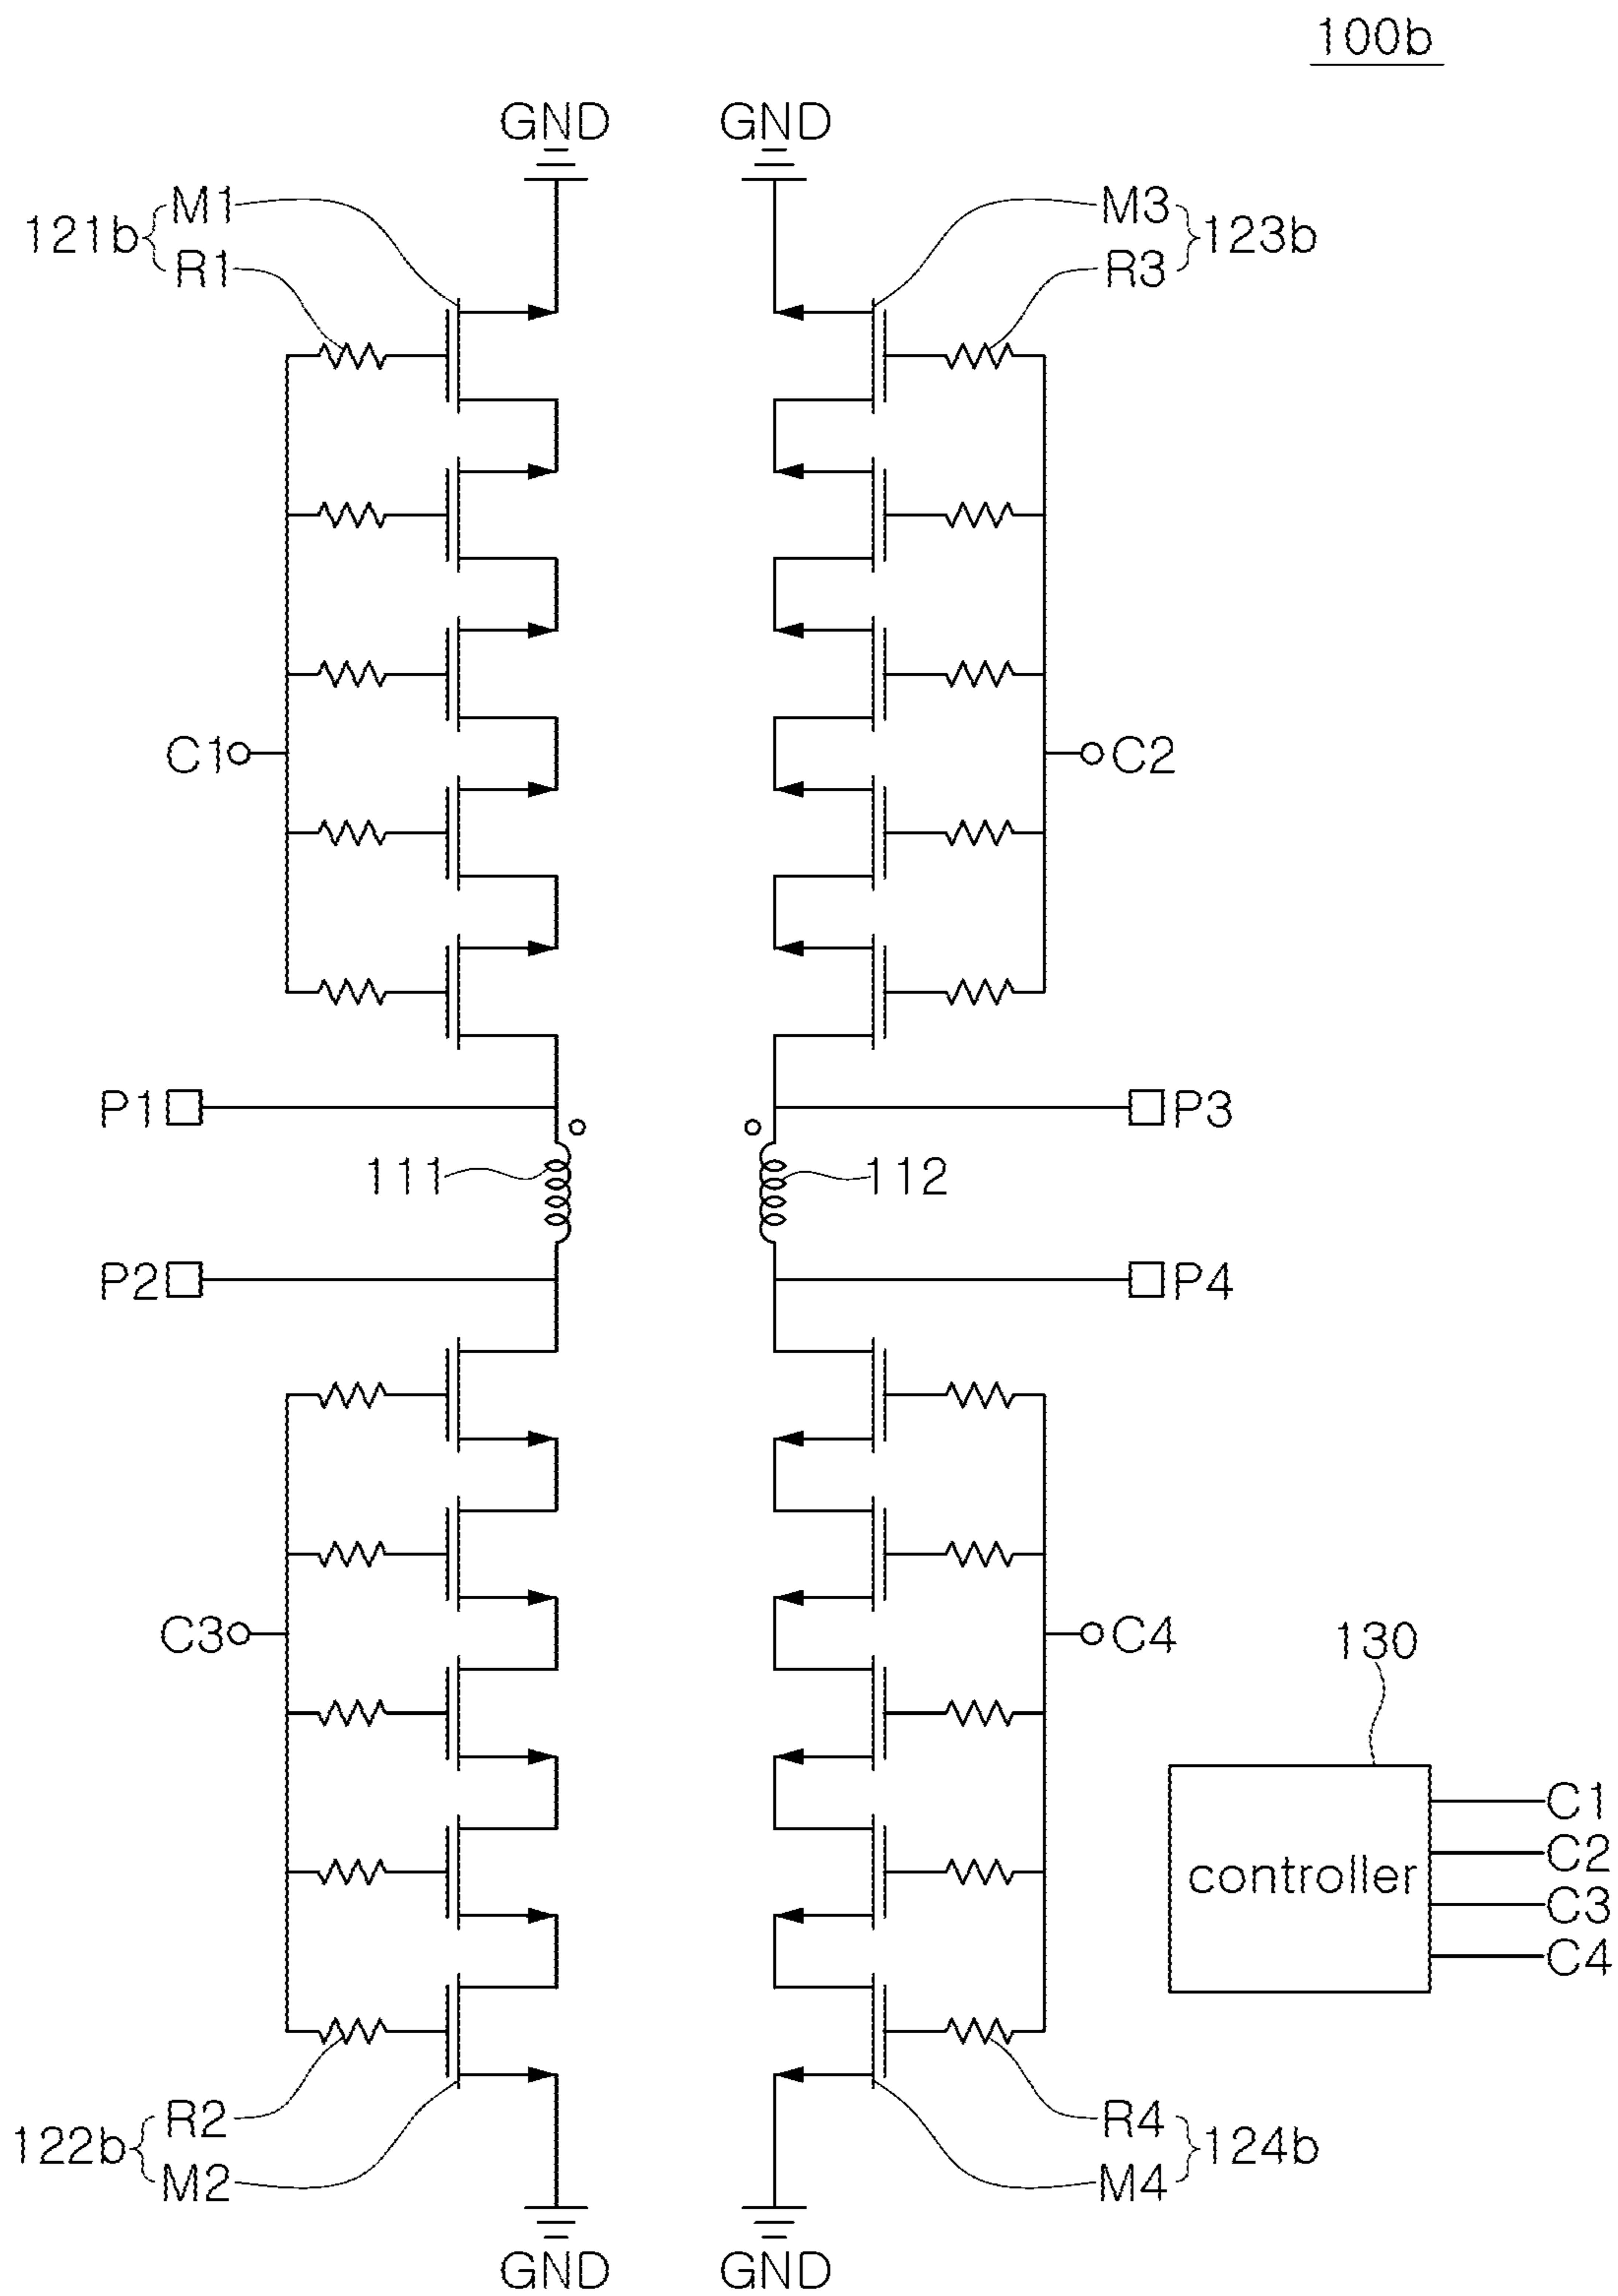 100b
GND GND
M1 M3
121b 123b
R1 R3
C1 C2
P1 P3
111 112
P2 P4
C3 C4
130
C1
C2
controller
C3
C4
R2 R4
122b 124b
M2 M4
GND GND